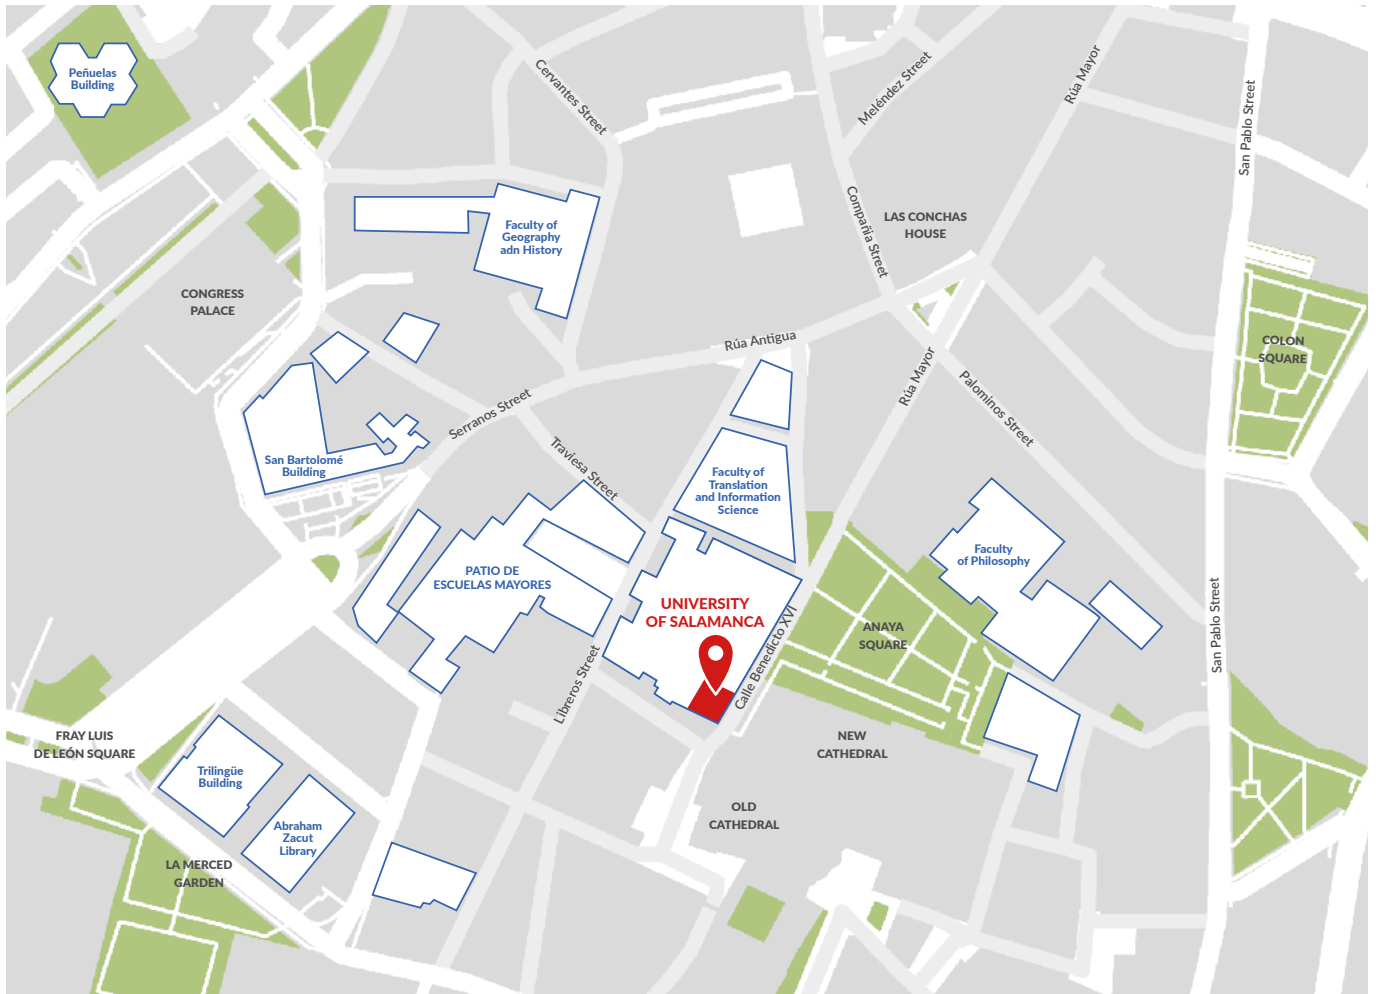 Peñuelas
Building
Cervantes Street
Meléndez Street
Rúa Mayor
San Pablo Street
Faculty of
Geography
adn History
Compañia Street
LAS CONCHAS
HOUSE
CONGRESS
PALACE
Rúa Antigua
COLON
SQUARE
Rúa Mayor
Palominos Street
Serranos Street
Traviesa Street
San Bartolomé
Building
Faculty of
Translation
and Information
Science
Faculty
of Philosophy
PATIO DE
ESCUELAS MAYORES
UNIVERSITY
OF SALAMANCA
ANAYA
SQUARE
San Pablo Street
Calle Benedicto XVI
Libreros Street
FRAY LUIS
DE LEÓN SQUARE
NEW
CATHEDRAL
Trilingüe
Building
OLD
CATHEDRAL
Abraham
Zacut
Library
LA MERCED
GARDEN